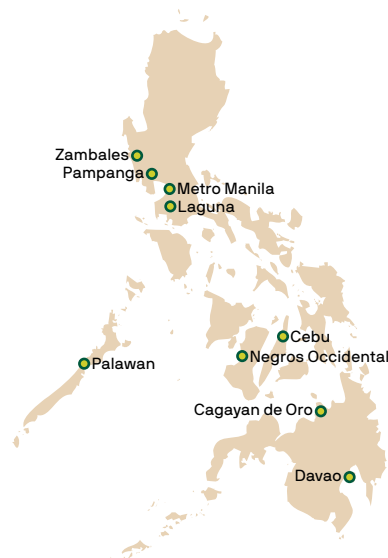 Zambales
Pampanga
Metro Manila
Laguna
Cebu
Negros Occidental
Palawan
Cagayan de Oro
Davao